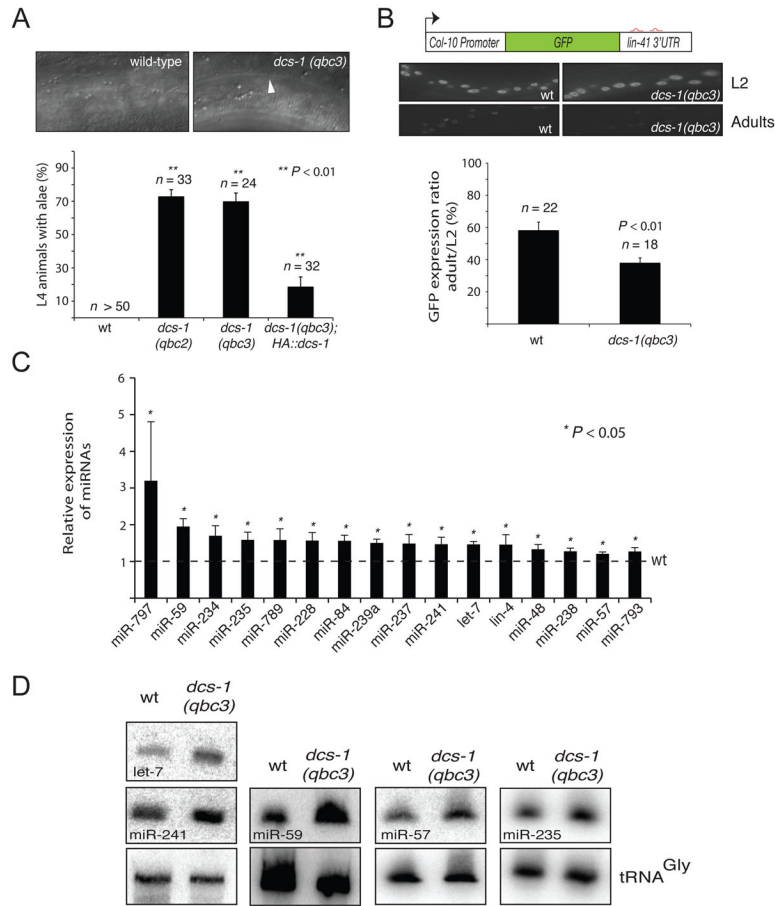 A
wild-type
dcs-1 (qbc3)
L4 animals with alae (%)
90
70
50
30
10
n > 50
**
n = 33
**
n = 24
**
n = 32
** P < 0.01
wt
dcs-1
(qbc2)
dcs-1
(qbc3)
dcs-1(qbc3);
HA::dcs-1
B
Col-10 Promoter
GFP
lin-41 3'UTR
wt
dcs-1(qbc3)
L2
wt
dcs-1(qbc3)
Adults
GFP expression ratio
adult/L2 (%)
100
80
60
40
20
n = 22
P < 0.01
n = 18
wt
dcs-1(qbc3)
C
Relative expression
of miRNAs
6
5
4
3
2
1
0
* * * * * * * * * * * * * * * *
* P < 0.05
wt
miR-797
miR-59
miR-234
miR-235
miR-789
miR-228
miR-84
miR-239a
miR-237
miR-241
let-7
lin-4
miR-48
miR-238
miR-57
miR-793
D
wt
dcs-1
(qbc3)
let-7
miR-241
wt
dcs-1
(qbc3)
miR-59
wt
dcs-1
(qbc3)
miR-57
wt
dcs-1
(qbc3)
miR-235
tRNAGly